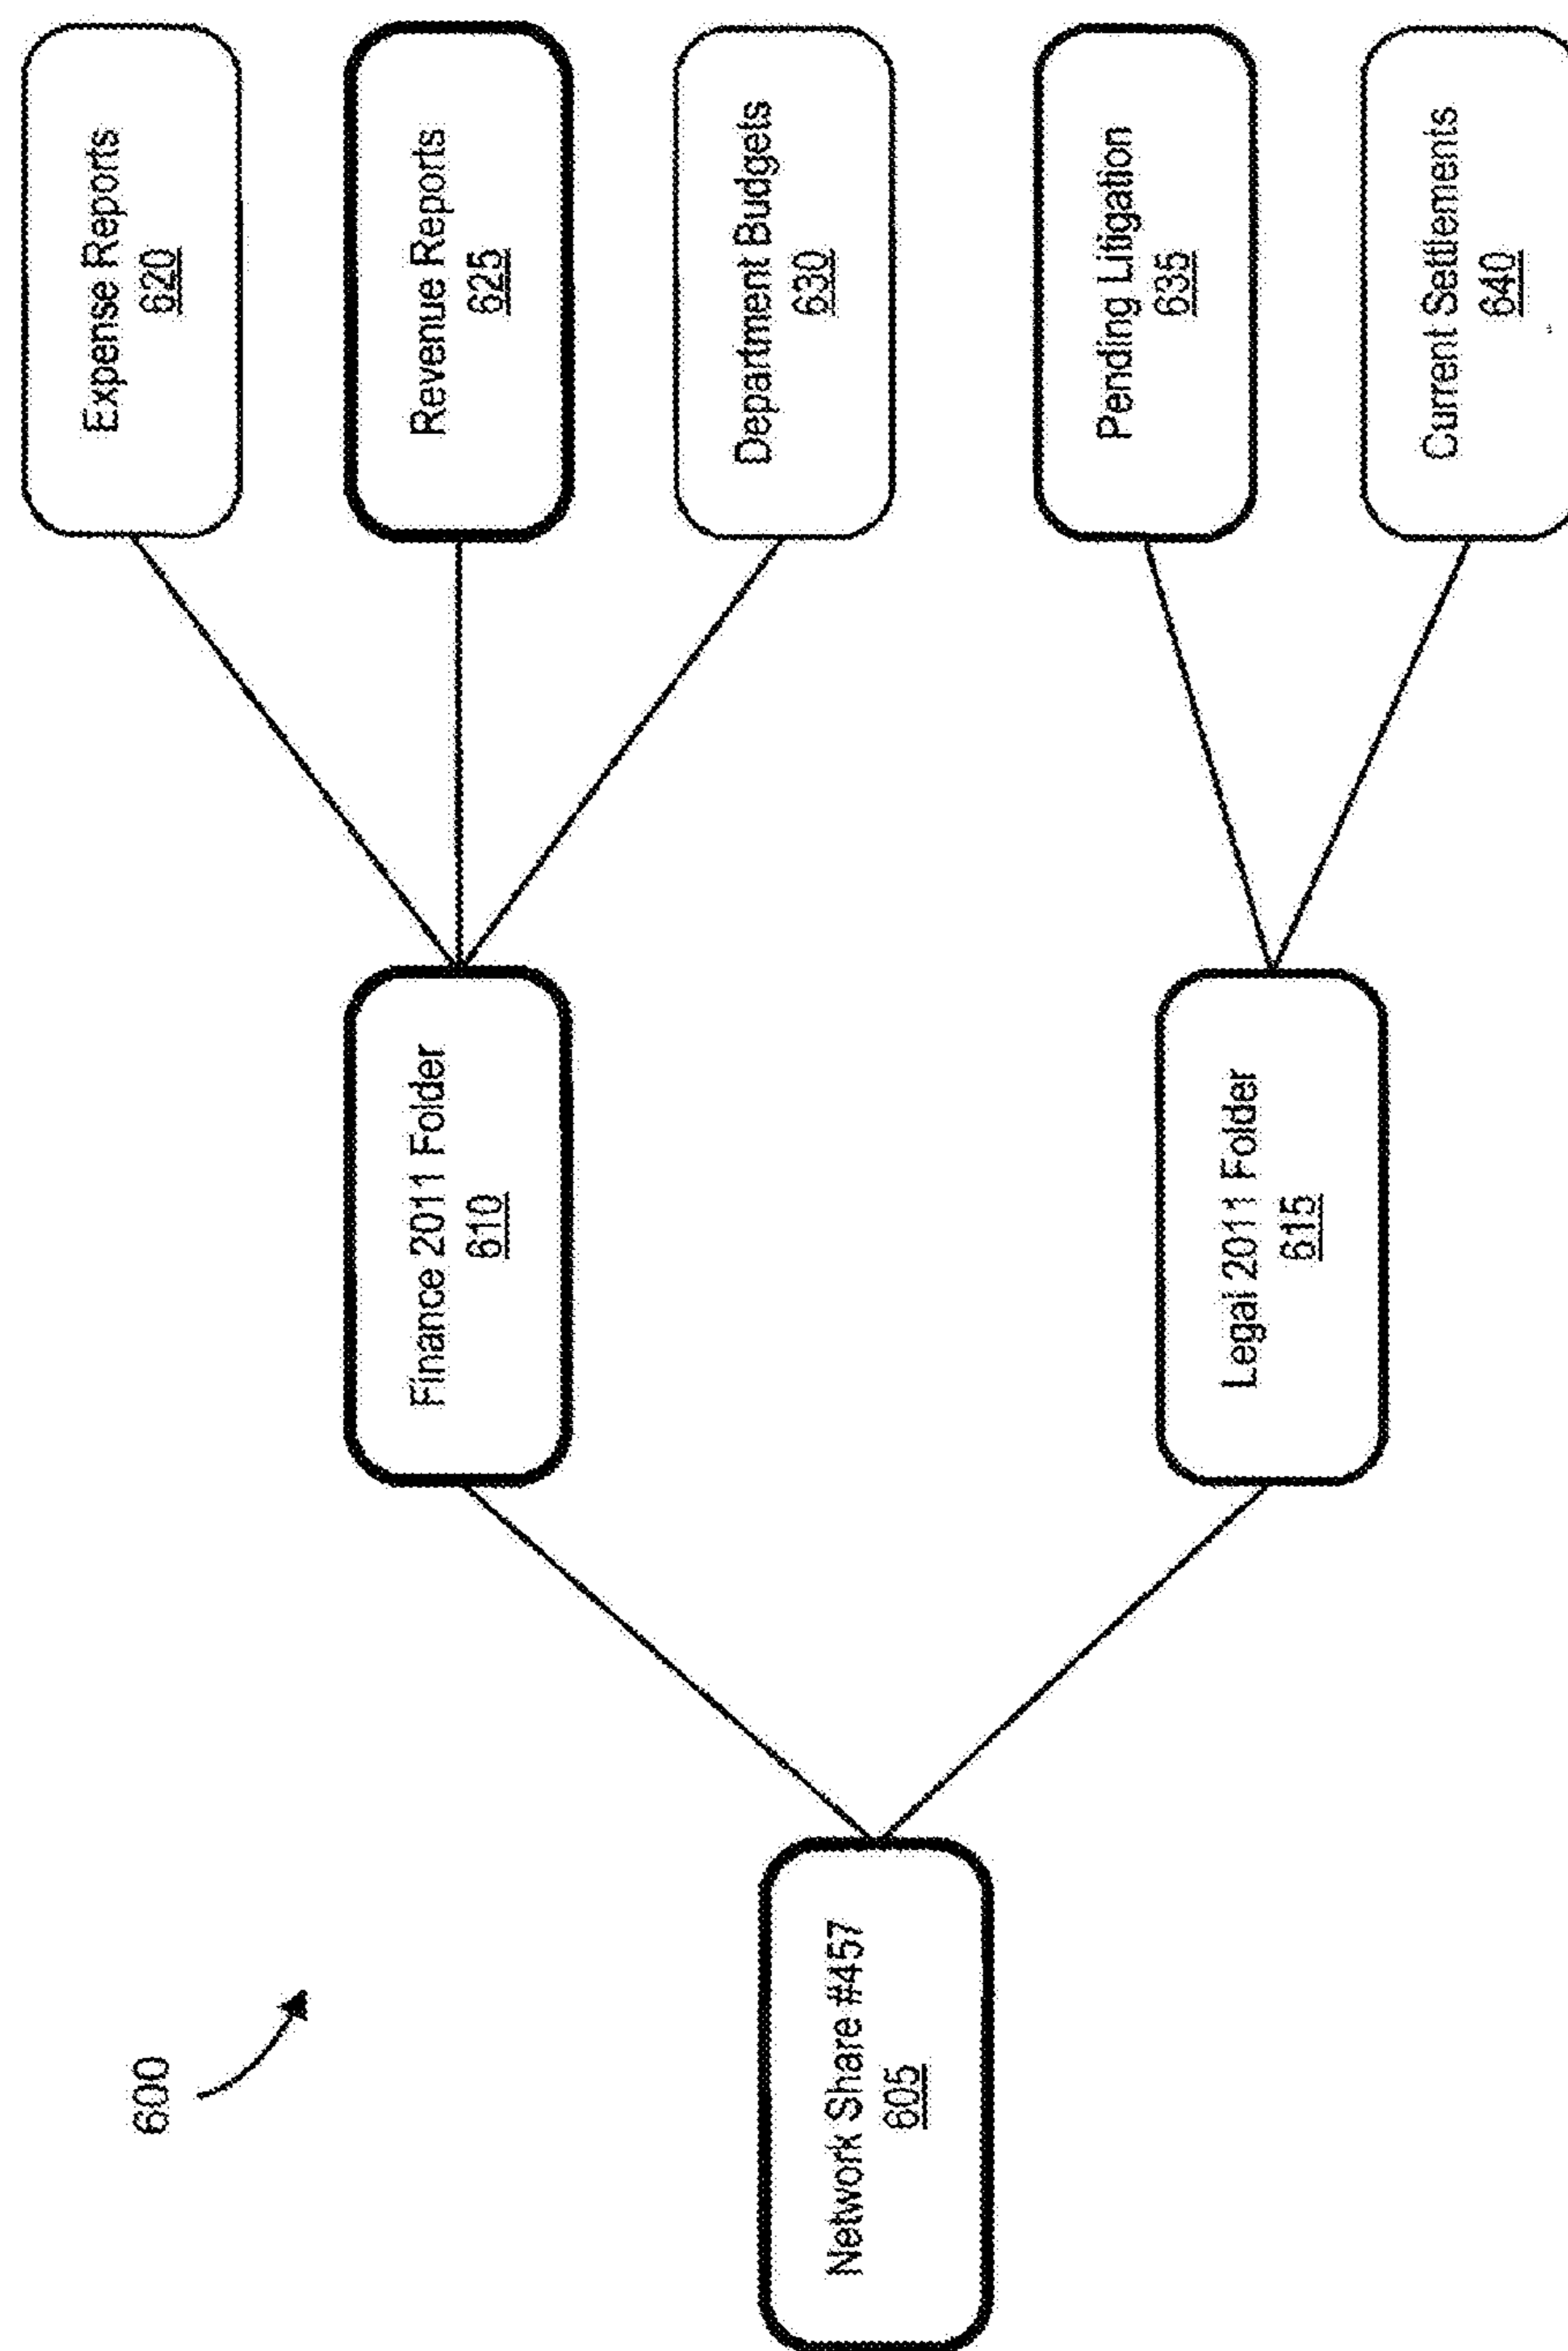 600
Network Share #457
605
Finance 2011 Folder
610
Legal 2011 Folder
615
Expense Reports
620
Revenue Reports
625
Department Budgets
630
Pending Litigation
635
Current Settlements
640